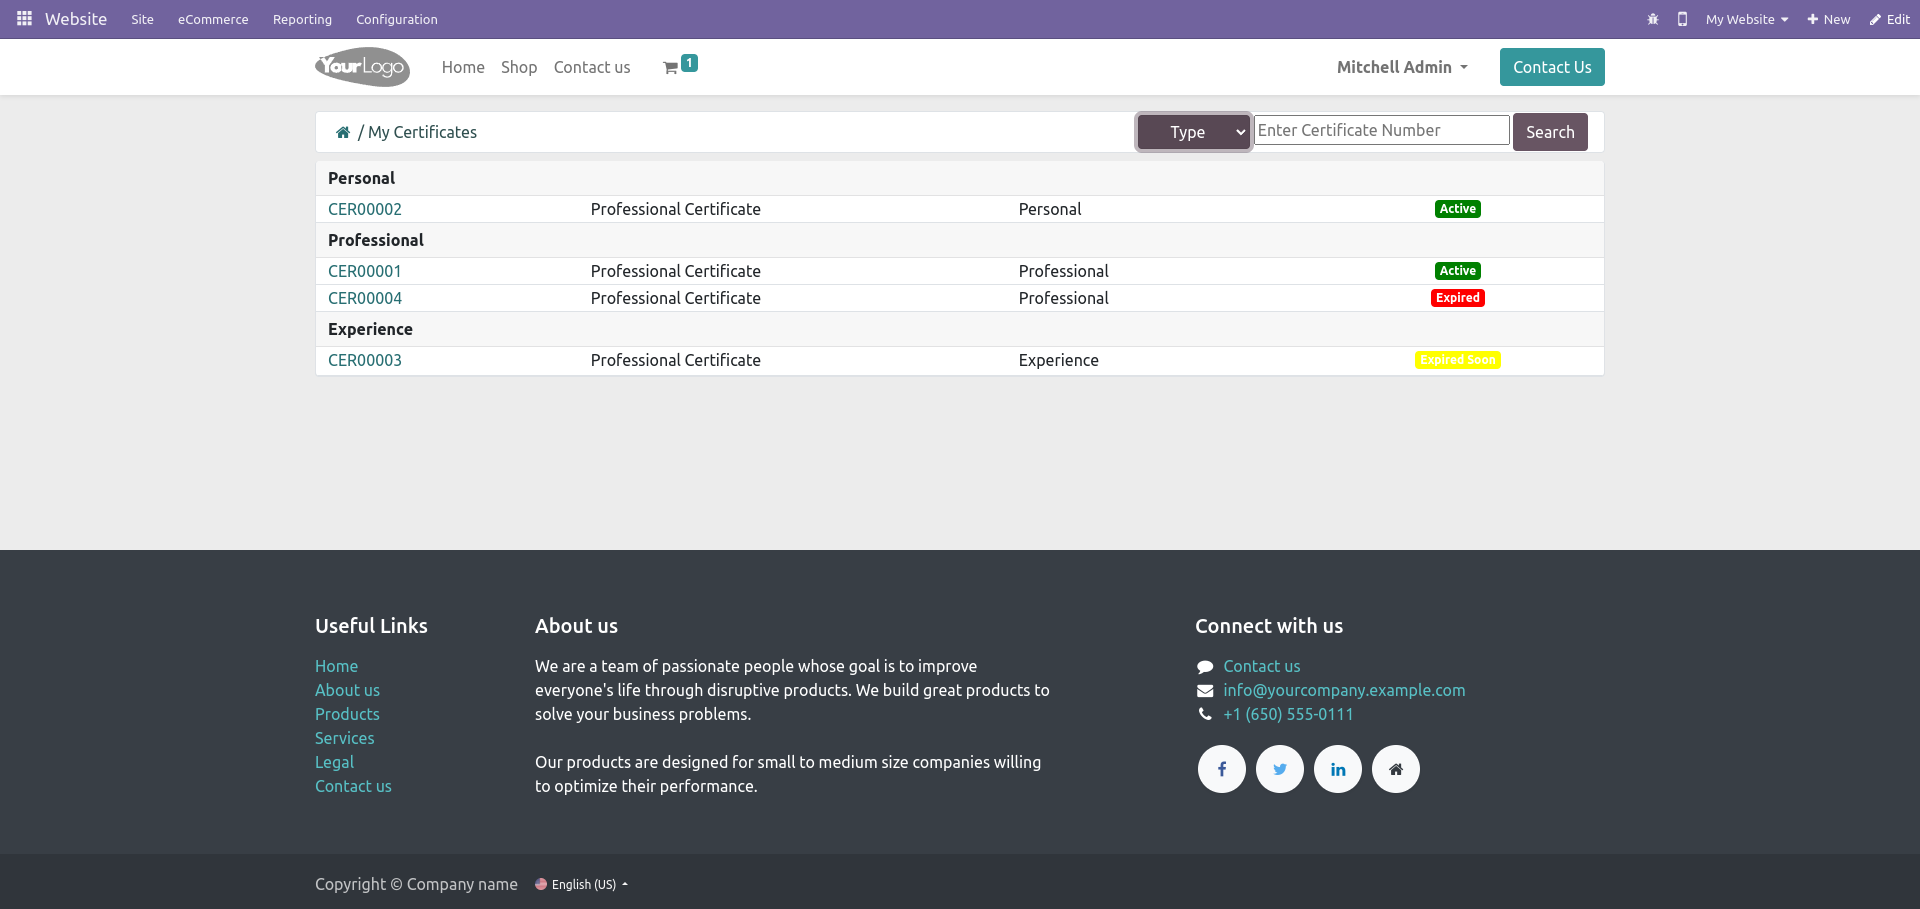 Website Site eCommerce Reporting Configuration My Website New Edit
YourLogo Home Shop Contact us 1 Mitchell Admin Contact Us
/ My Certificates Type Enter Certificate Number Search
Personal
CER00002 Professional Certificate Personal Active
Professional
CER00001 Professional Certificate Professional Active
CER00004 Professional Certificate Professional Expired
Experience
CER00003 Professional Certificate Experience Expired Soon
Useful Links
Home
About us
Products
Services
Legal
Contact us
About us
We are a team of passionate people whose goal is to improve
everyone's life through disruptive products. We build great products to
solve your business problems.
Our products are designed for small to medium size companies willing
to optimize their performance.
Connect with us
Contact us
info@yourcompany.example.com
+1 (650) 555-0111
Copyright © Company name English (US)